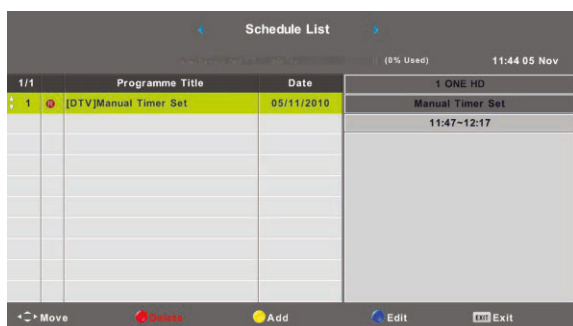 Schedule List
(0% Used) 11:44 05 Nov
1/1 Programme Title Date 1 ONE HD
1 R [DTV]Manual Timer Set 05/11/2010 Manual Timer Set
11:47~12:17
Move Delete Add Edit EXIT Exit